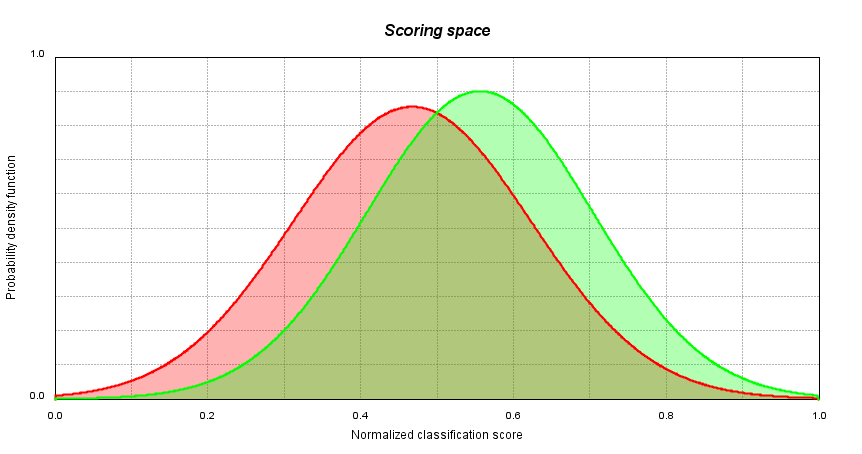 Scoring space
1.0
Probability density function
0.0
0.0 0.2 0.4 0.6 0.8 1.0
Normalized classification score